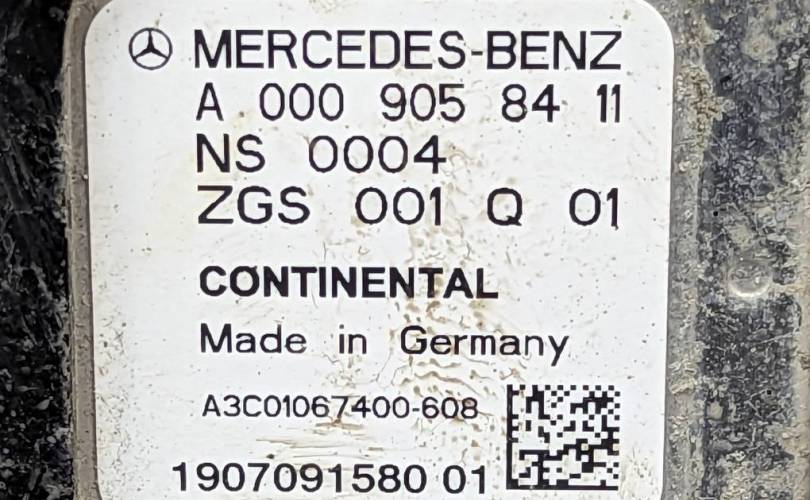 MERCEDES-BENZ
A 000 905 84 11
NS 0004
ZGS 001 Q 01
CONTINENTAL
Made in Germany
A3C01067400-608
1907091580 01